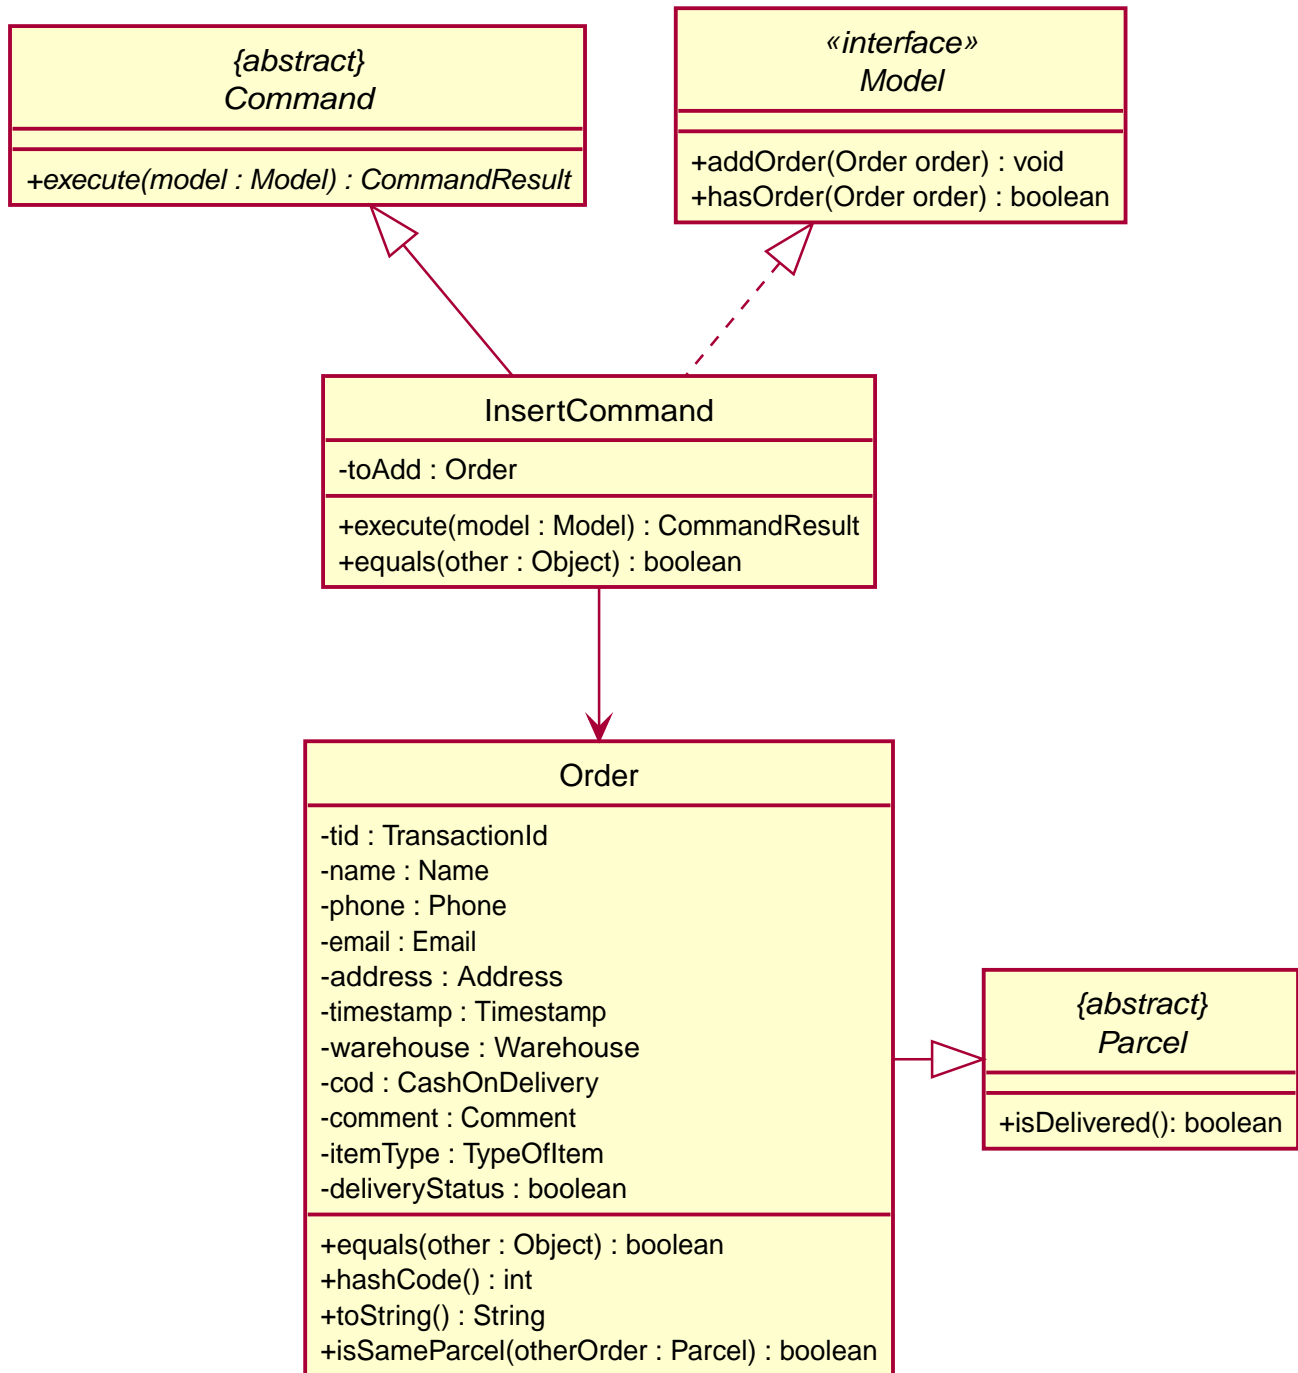 {abstract}
Command
+execute(model : Model) : CommandResult
«interface»
Model
+addOrder(Order order) : void
+hasOrder(Order order) : boolean
InsertCommand
-toAdd : Order
+execute(model : Model) : CommandResult
+equals(other : Object) : boolean
Order
-tid : TransactionId
-name : Name
-phone : Phone
-email : Email
-address : Address
-timestamp : Timestamp
-warehouse : Warehouse
-cod : CashOnDelivery
-comment : Comment
-itemType : TypeOfItem
-deliveryStatus : boolean
+equals(other : Object) : boolean
+hashCode() : int
+toString() : String
+isSameParcel(otherOrder : Parcel) : boolean
{abstract}
Parcel
+isDelivered(): boolean